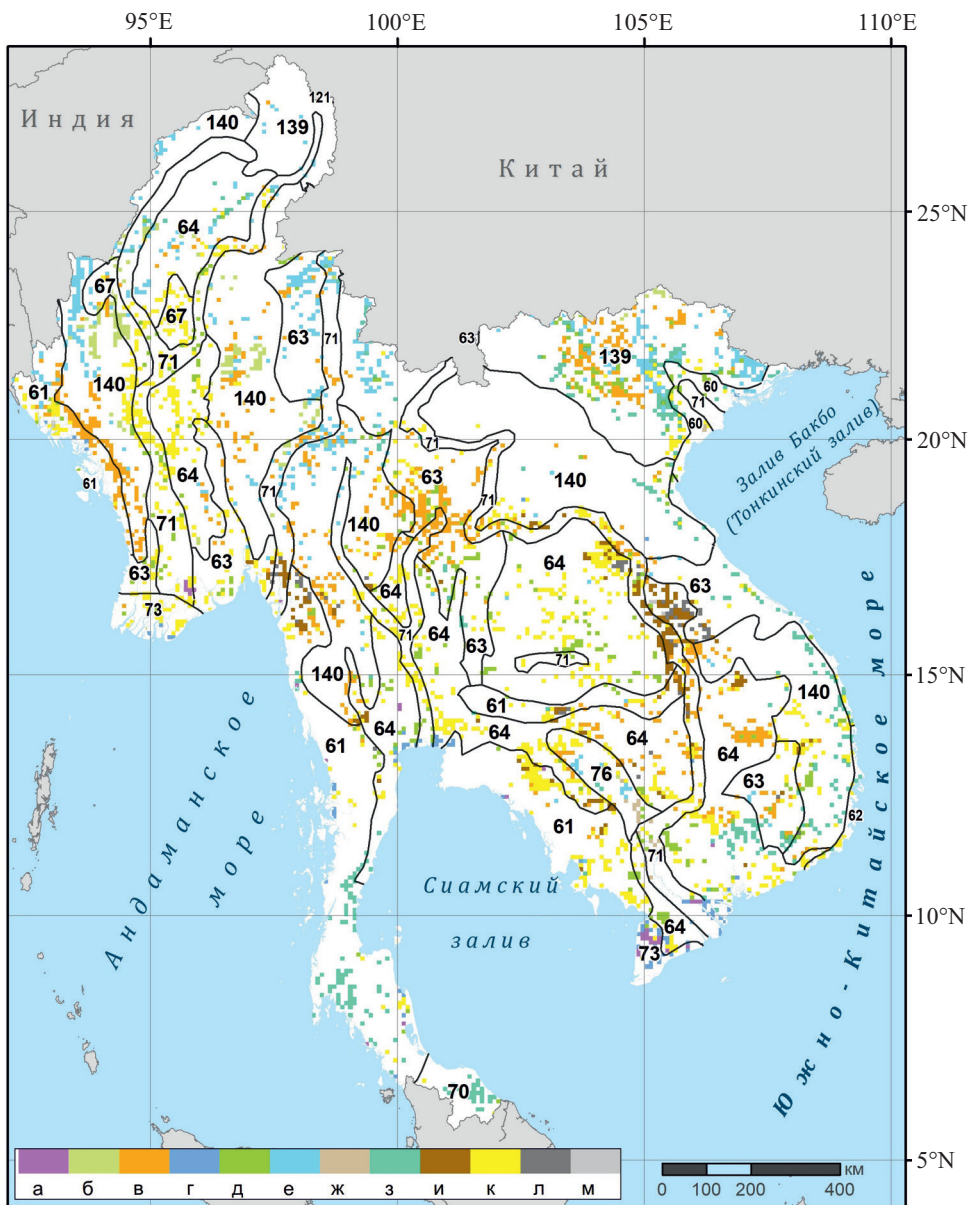 95°E 100°E 105°E 110°E
Индия
140
139
121
Китай
25°N
64
67
67
63
71
63
139
71
61
140
140
60
71
60
Залив Бакбо
(Тонкинский залив)
20°N
64
71
63
140
61
71
140
71
71
64
63
63
63
64
73
71
64
63
71
15°N
140
61
140
64
64
64
64
61
76
63
61
62
71
Андаманское
море
Сиамский
залив
Южно-Китайское море
10°N
64
73
70
5°N
а б в г д е ж з и к л м
км
0 100 200 400